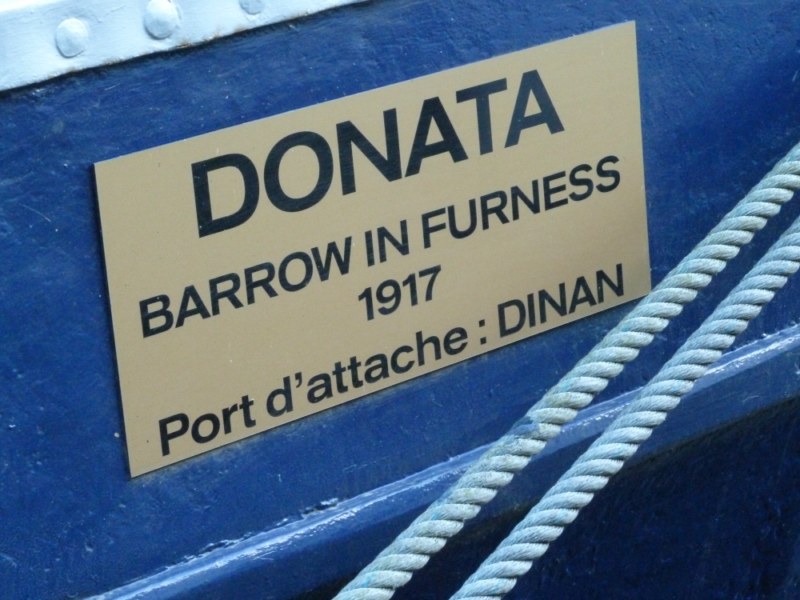 DONATA
BARROW IN FURNESS
1917
Port d'attache : DINAN